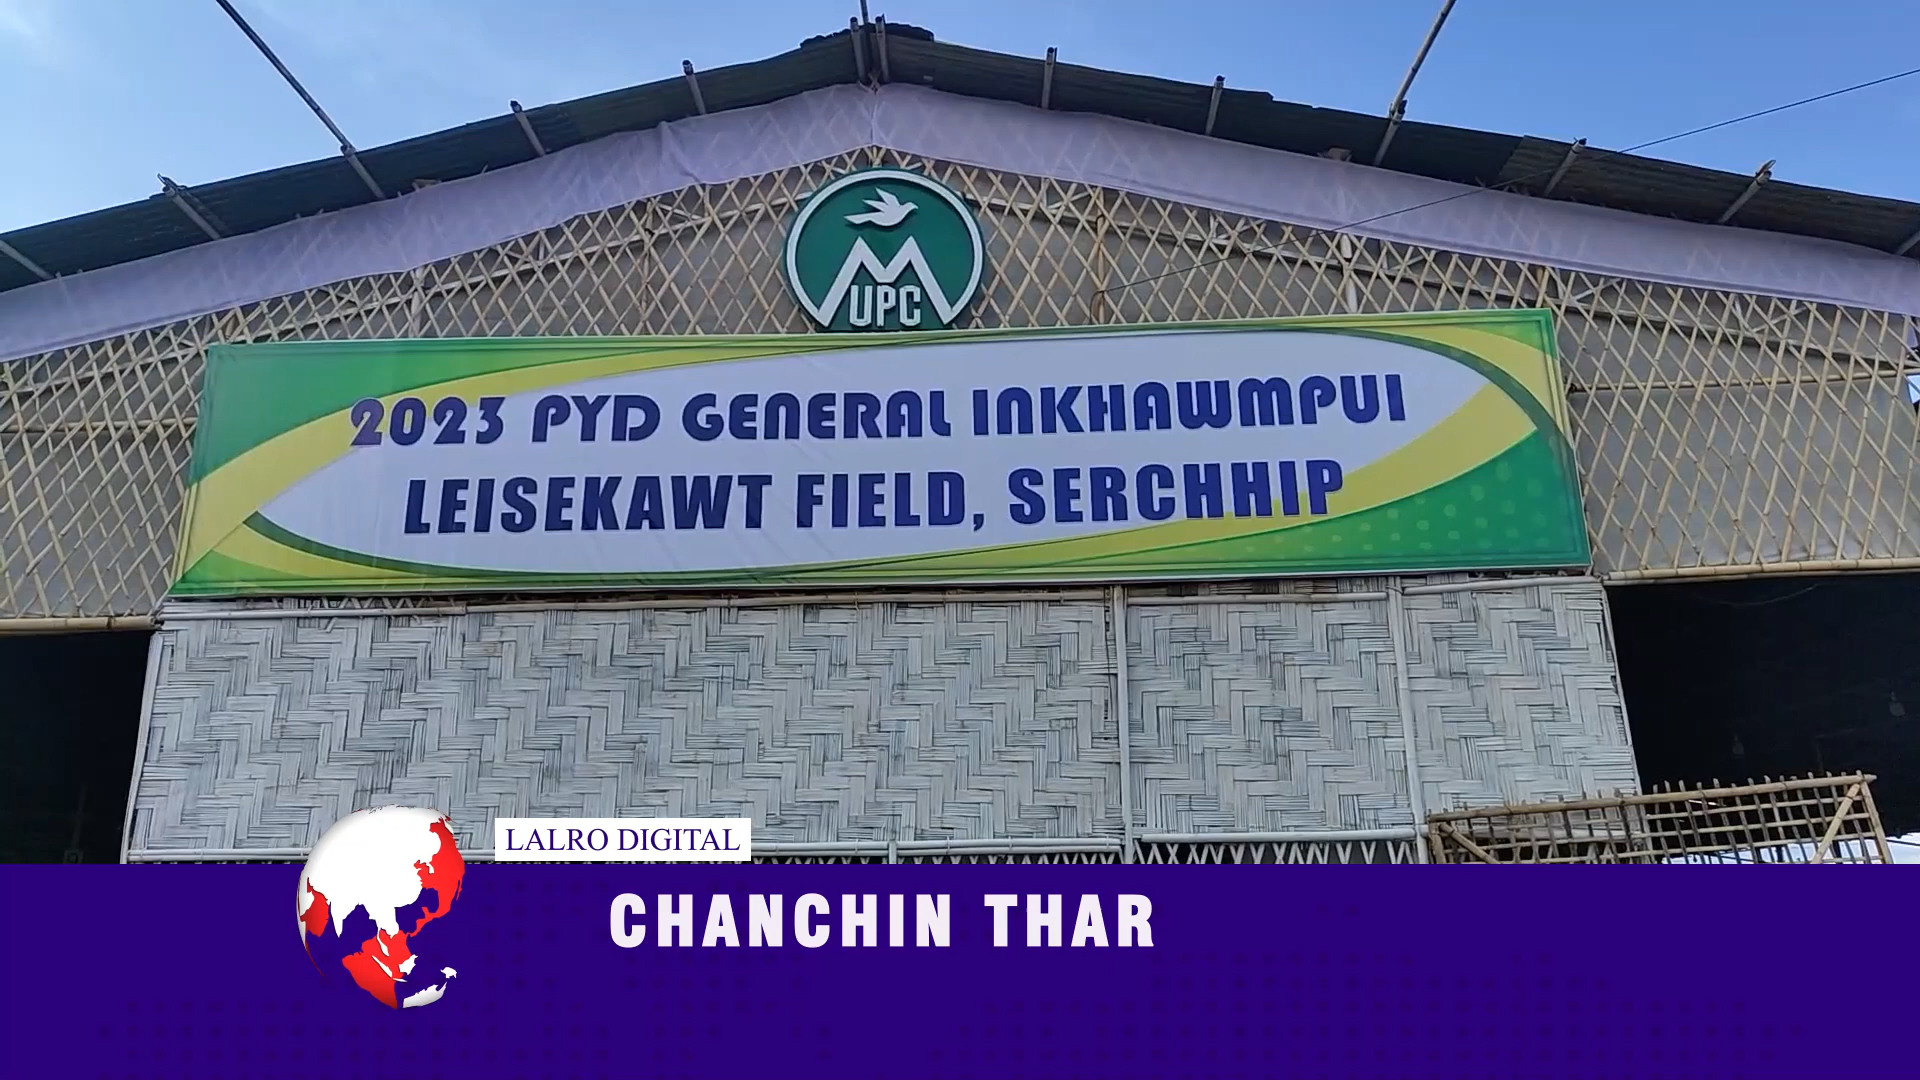 UPC
2023 PYD GENERAL INKHAWMPUI
LEISEKAWT FIELD, SERCHHIP
LALRO DIGITAL
CHANCHIN THAR